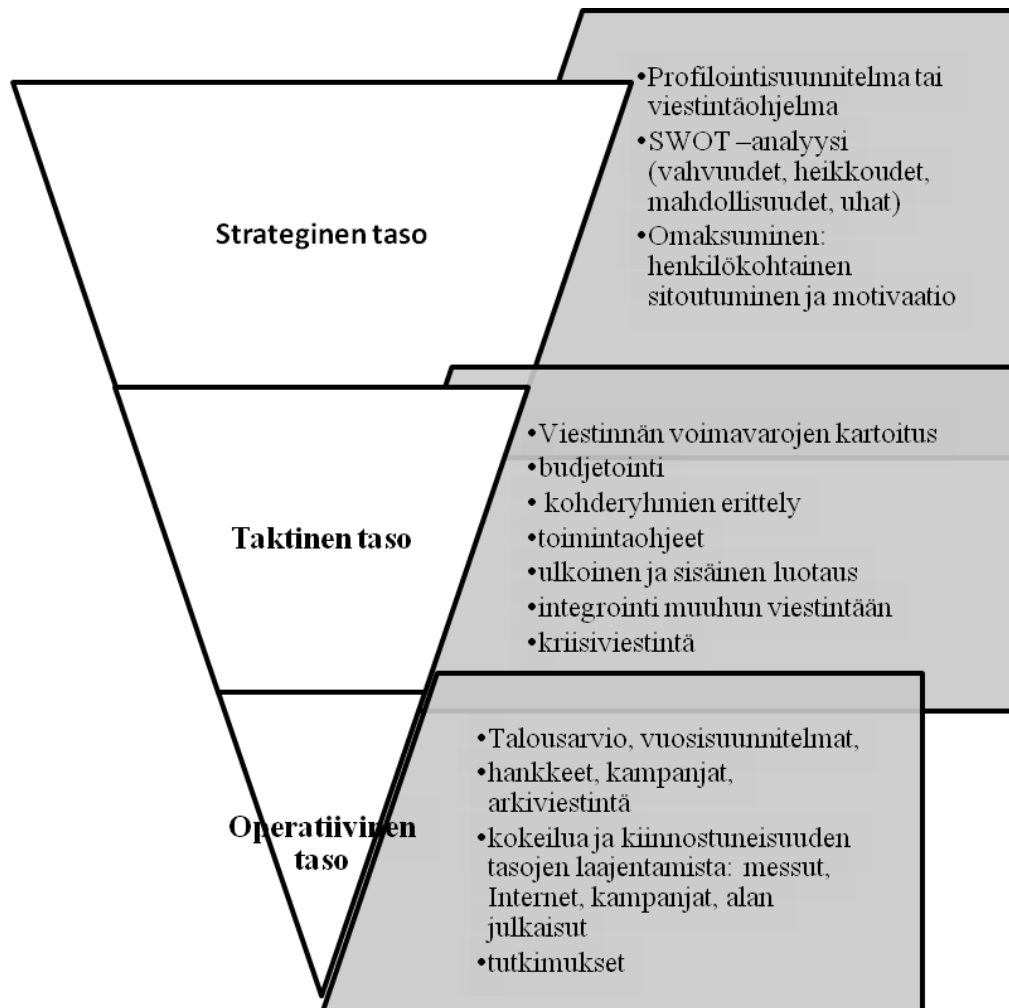 Strateginen taso
•Profilointisuunnitelma tai
viestintäohjelma
•SWOT –analyysi
(vahvuudet, heikkoudet,
mahdollisuudet, uhat)
•Omaksuminen:
henkilökohtainen
sitoutuminen ja motivaatio
Taktinen taso
•Viestinnän voimavarojen kartoitus
•budjetointi
• kohderyhmien erittely
•toimintaohjeet
•ulkoinen ja sisäinen luotaus
•integrointi muuhun viestintään
•kriisiviestintä
Operatiivinen
taso
•Talousarvio, vuosisuunnitelmat,
•hankkeet, kampanjat,
arkiviestintä
•kokeilua ja kiinnostuneisuuden
tasojen laajentamista: messut,
Internet, kampanjat, alan
julkaisut
•tutkimukset